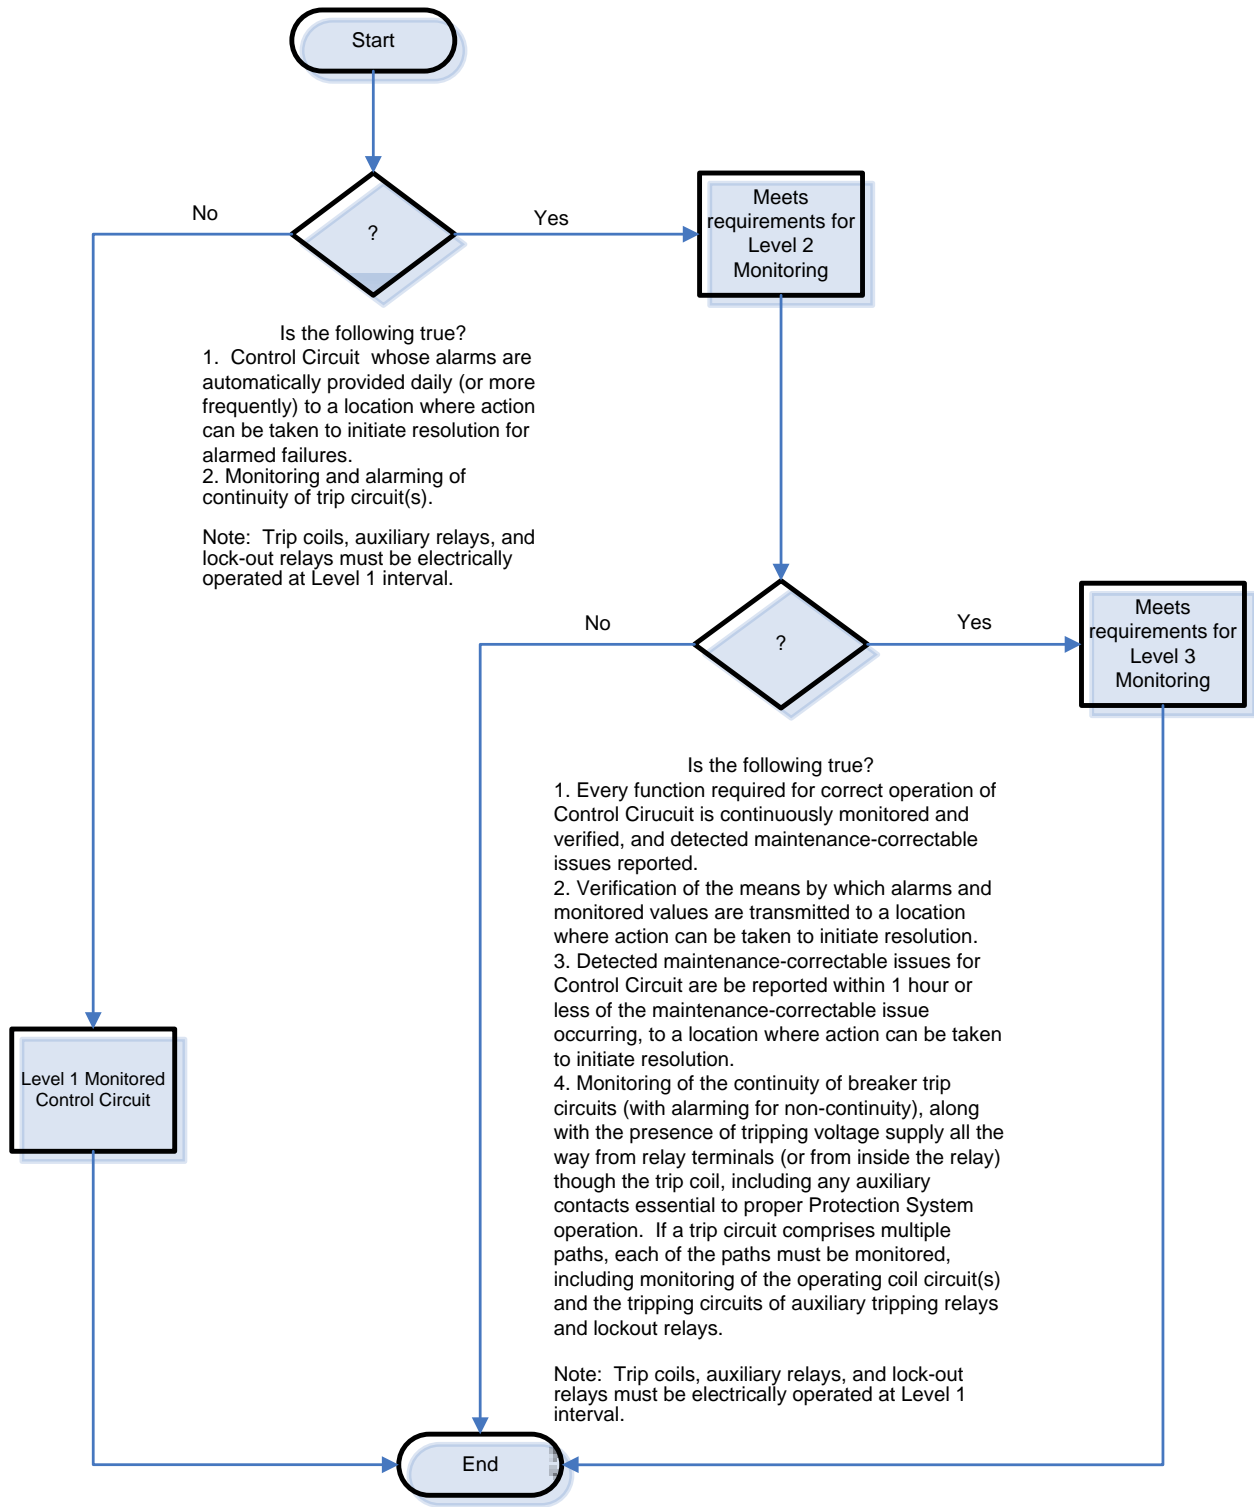 Start
No
?
Yes
Meets
requirements for
Level 2
Monitoring
Is the following true?
1.  Control Circuit  whose alarms are
automatically provided daily (or more
frequently) to a location where action
can be taken to initiate resolution for
alarmed failures.
2. Monitoring and alarming of
continuity of trip circuit(s).
Note:  Trip coils, auxiliary relays, and
lock-out relays must be electrically
operated at Level 1 interval.
No
?
Yes
Meets
requirements for
Level 3
Monitoring
Is the following true?
1. Every function required for correct operation of
Control Cirucuit is continuously monitored and
verified, and detected maintenance-correctable
issues reported.
2. Verification of the means by which alarms and
monitored values are transmitted to a location
where action can be taken to initiate resolution.
3. Detected maintenance-correctable issues for
Control Circuit are be reported within 1 hour or
less of the maintenance-correctable issue
occurring, to a location where action can be taken
to initiate resolution.
4. Monitoring of the continuity of breaker trip
circuits (with alarming for non-continuity), along
with the presence of tripping voltage supply all the
way from relay terminals (or from inside the relay)
though the trip coil, including any auxiliary
contacts essential to proper Protection System
operation.  If a trip circuit comprises multiple
paths, each of the paths must be monitored,
including monitoring of the operating coil circuit(s)
and the tripping circuits of auxiliary tripping relays
and lockout relays.
Note:  Trip coils, auxiliary relays, and lock-out
relays must be electrically operated at Level 1
interval.
Level 1 Monitored
Control Circuit
End